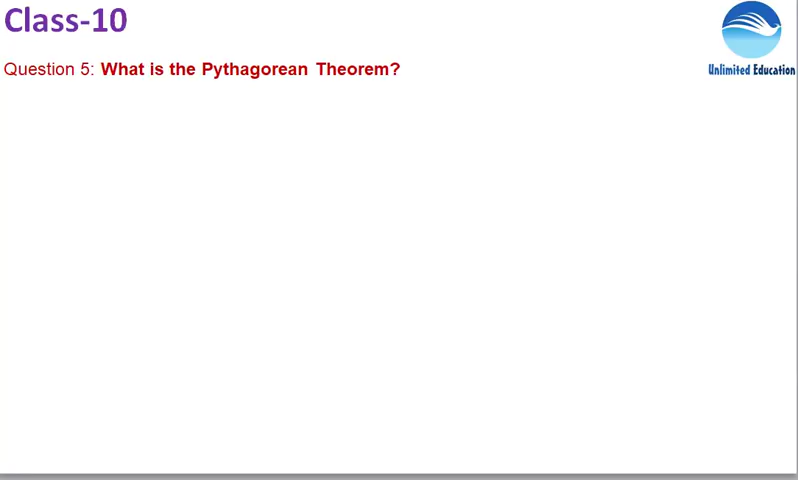 Class-10
Question 5: What is the Pythagorean Theorem?
Unlimited Education